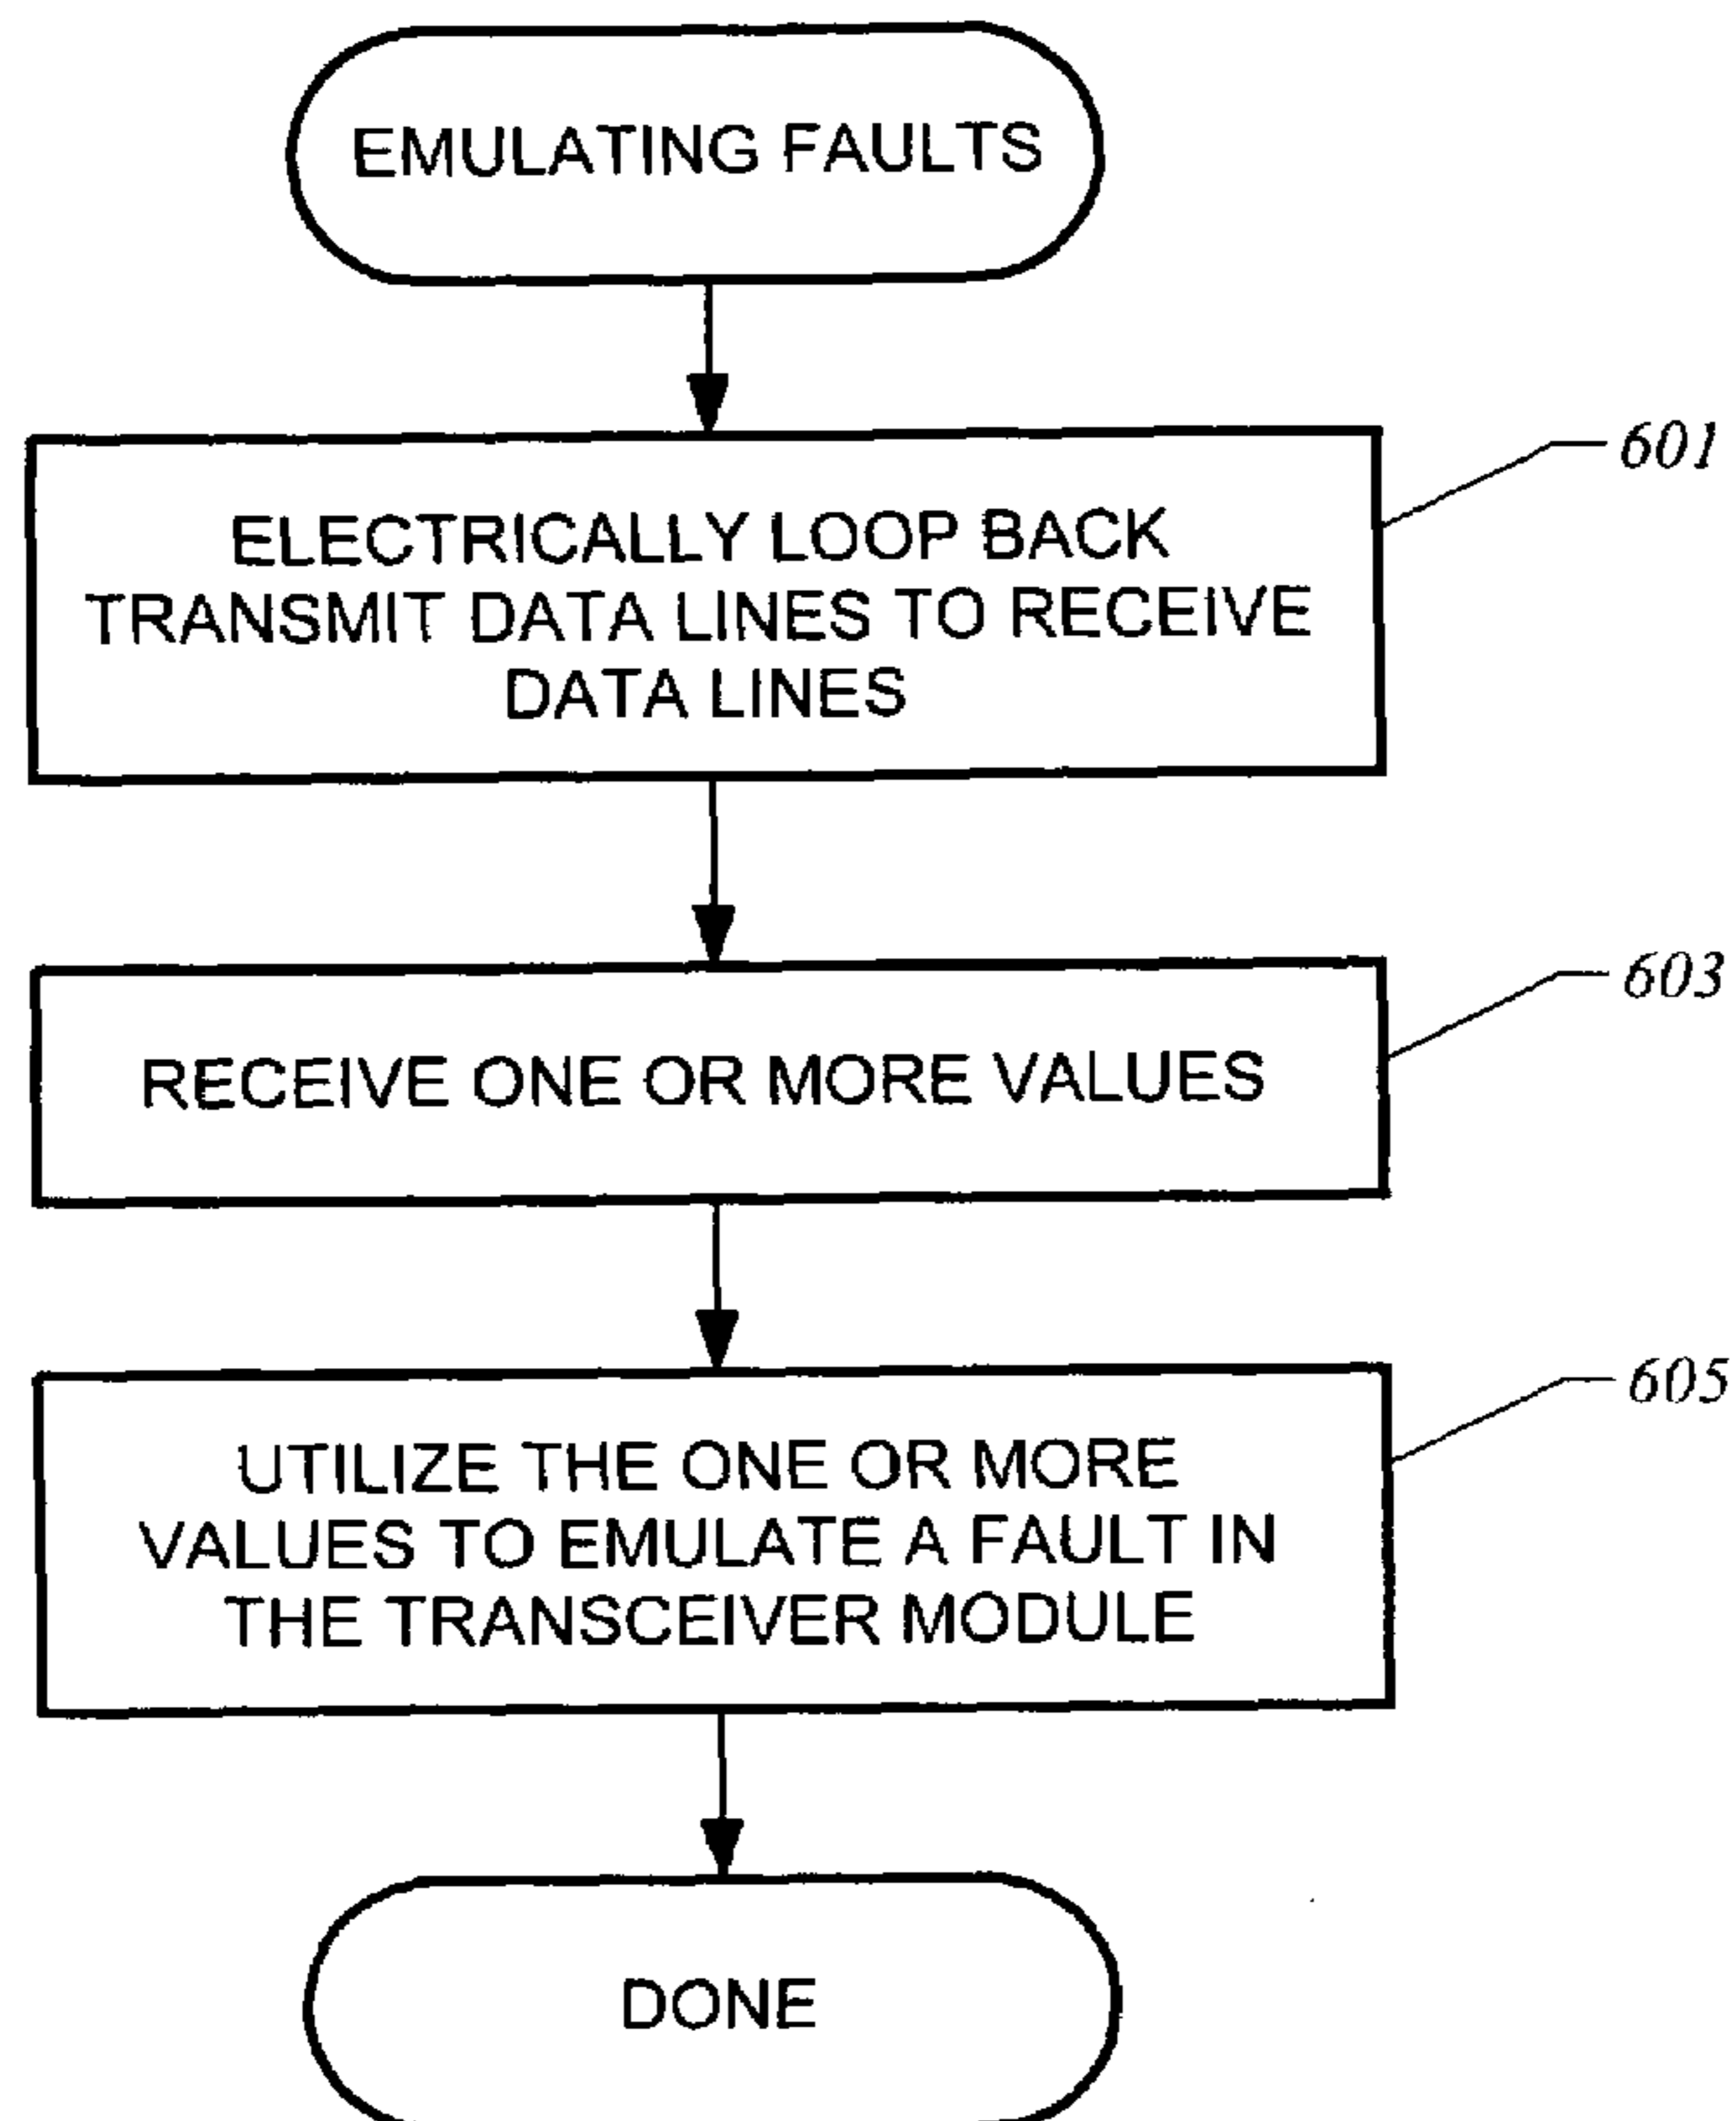 EMULATING FAULTS
601
ELECTRICALLY LOOP BACK
TRANSMIT DATA LINES TO RECEIVE
DATA LINES
603
RECEIVE ONE OR MORE VALUES
605
UTILIZE THE ONE OR MORE
VALUES TO EMULATE A FAULT IN
THE TRANSCEIVER MODULE
DONE